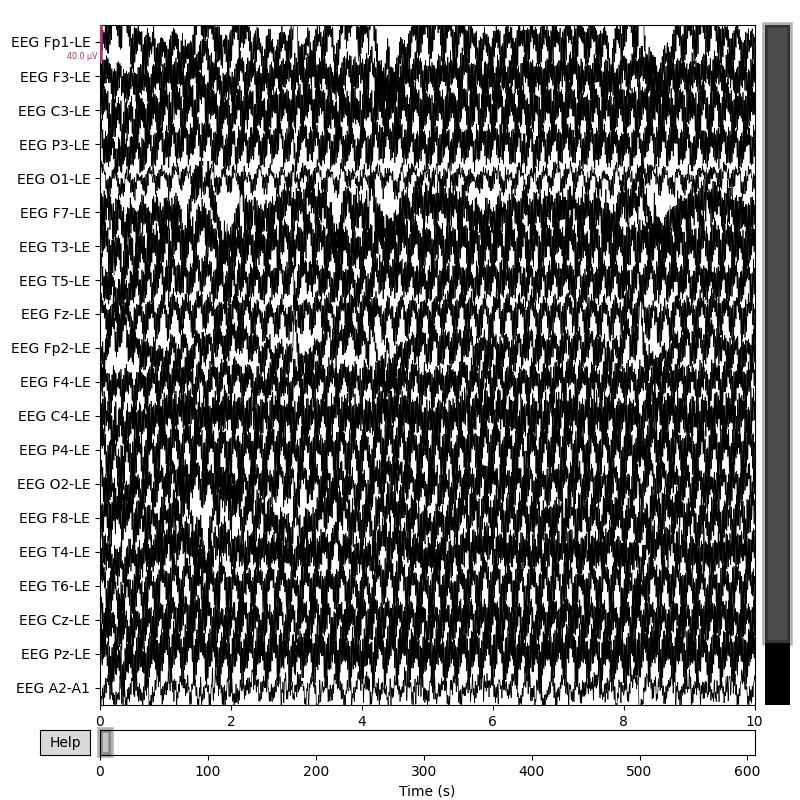 EEG Fp1-LE
40.0 µV
EEG F3-LE
EEG C3-LE
EEG P3-LE
EEG O1-LE
EEG F7-LE
EEG T3-LE
EEG T5-LE
EEG Fz-LE
EEG Fp2-LE
EEG F4-LE
EEG C4-LE
EEG P4-LE
EEG O2-LE
EEG F8-LE
EEG T4-LE
EEG T6-LE
EEG Cz-LE
EEG Pz-LE
EEG A2-A1
0 2 4 6 8 10
Help
0 100 200 300 400 500 600
Time (s)